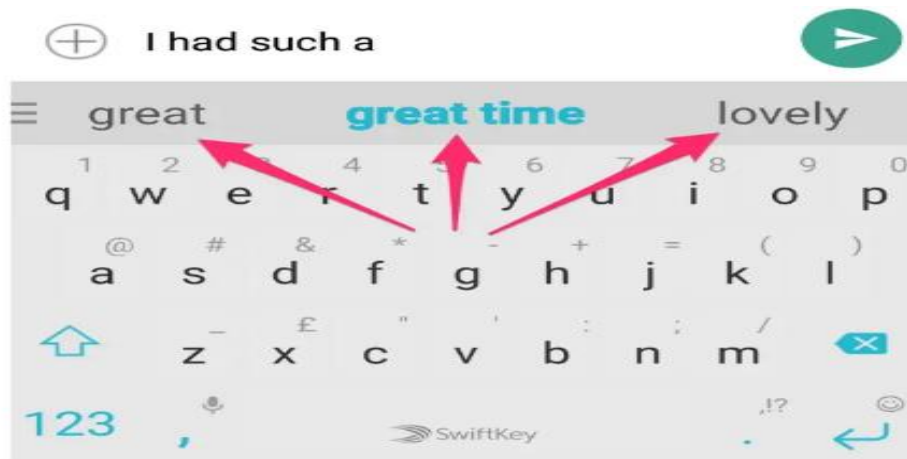 I had such a
great great time lovely
1 2 3 4 5 6 7 8 9 0
q w e r t y u i o p
@ # & * - + = ( )
a s d f g h j k l
_ £ " ' : ; /
z x c v b n m
123 , SwiftKey . ,!?